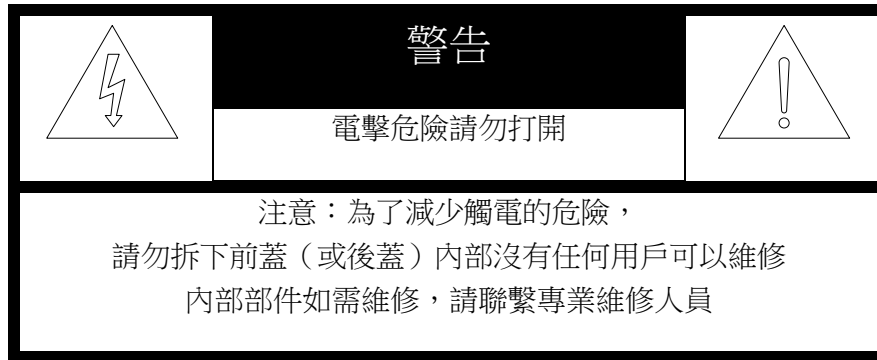 警告
電擊危險請勿打開
注意：為了減少觸電的危險，
請勿拆下前蓋（或後蓋）內部沒有任何用戶可以維修
內部部件如需維修，請聯繫專業維修人員